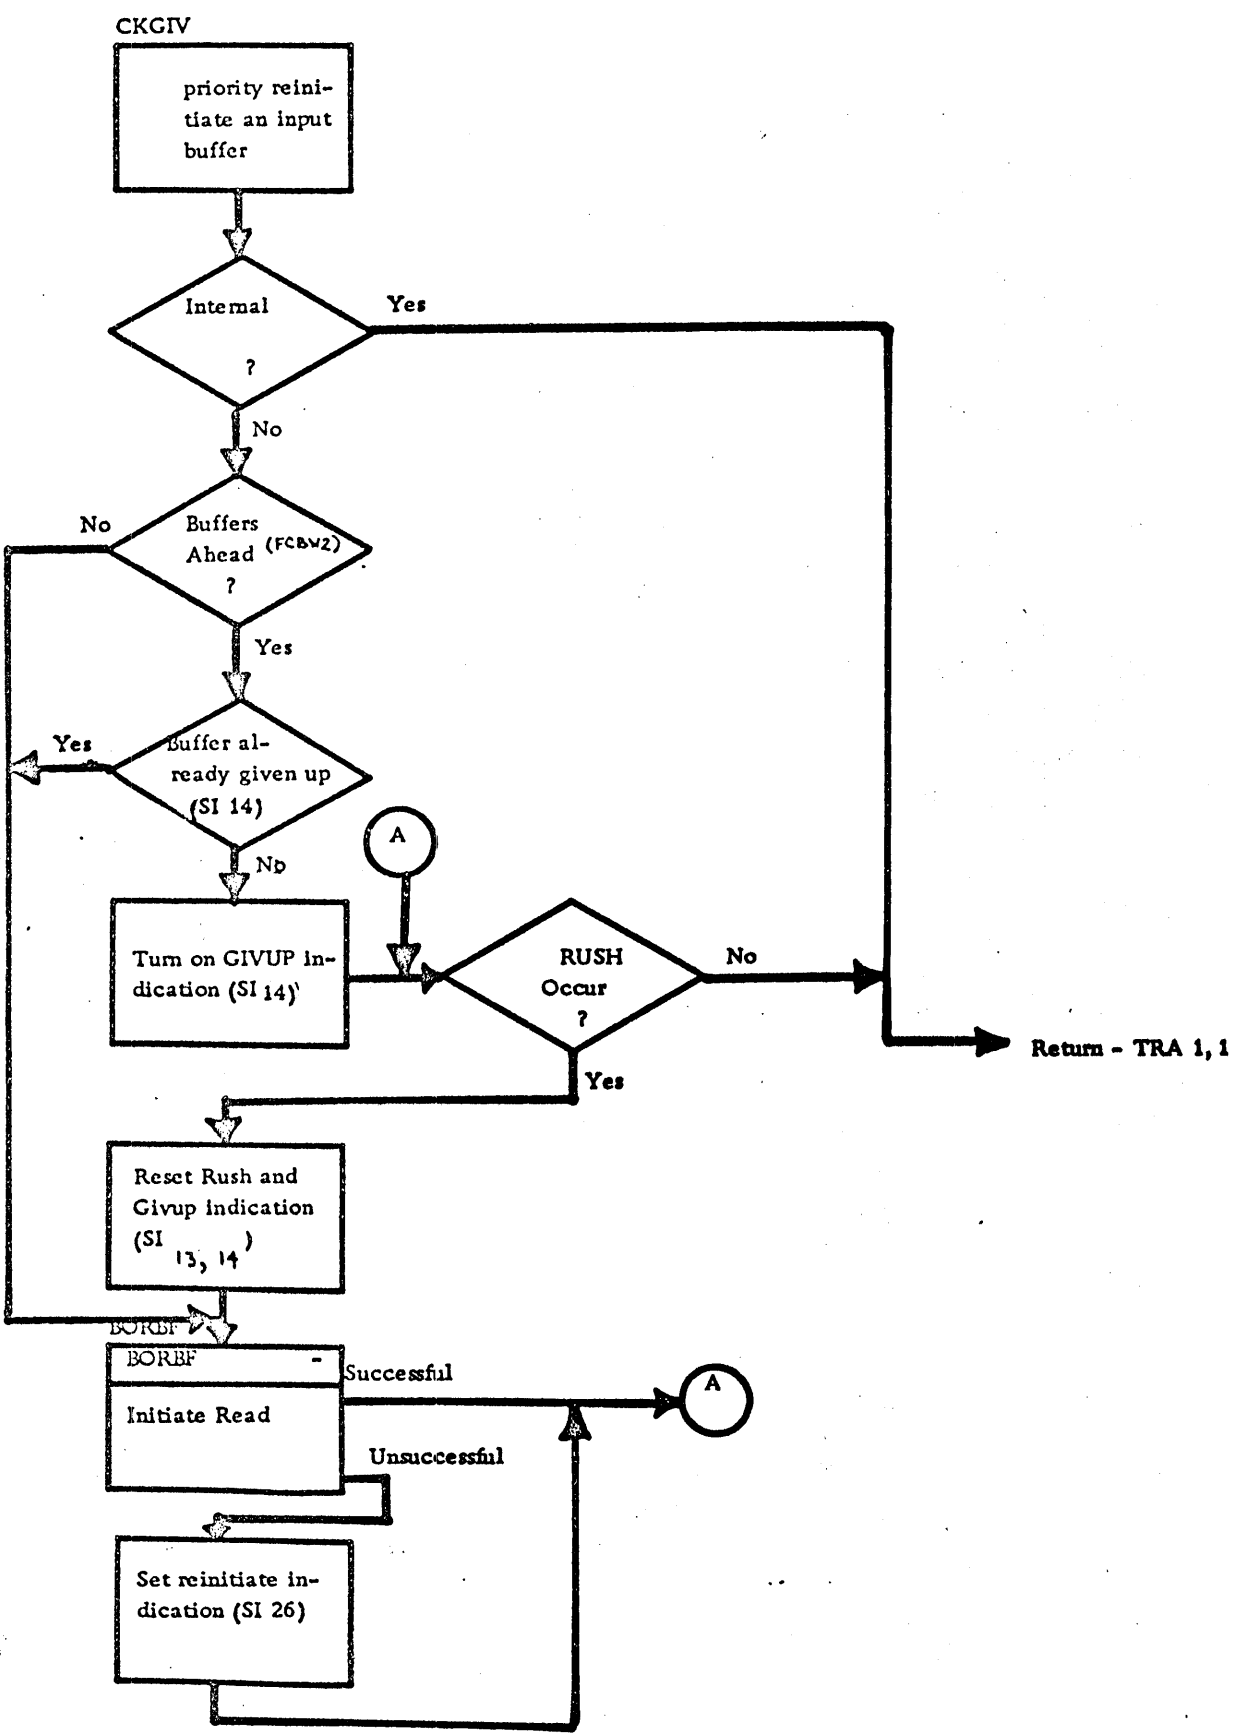 CKGIV
priority reini-
tiate an input
buffer
Internal
?
Yes
No
Buffers
Ahead (FCBW2)
?
No
Yes
Buffer al-
ready given up
(SI 14)
Yes
No
A
Turn on GIVUP in-
dication (SI 14)
RUSH
Occur
?
No
Yes
Return - TRA 1, 1
Reset Rush and
Givup indication
(SI 13, 14)
BORBF
BORBF -
Initiate Read
Successful
A
Unsuccessful
Set reinitiate in-
dication (SI 26)